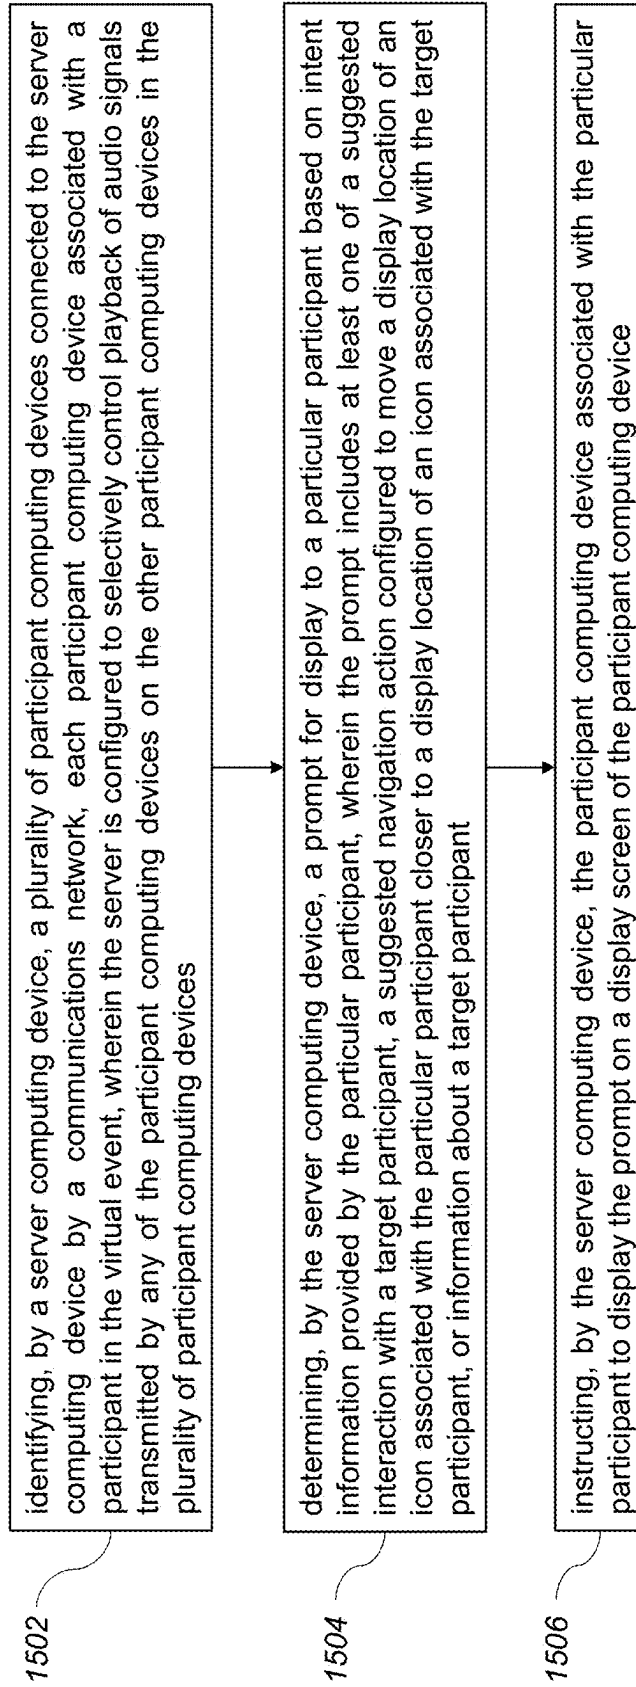 1502
identifying, by a server computing device, a plurality of participant computing devices connected to the server
computing device by a communications network, each participant computing device associated with a
participant in the virtual event, wherein the server is configured to selectively control playback of audio signals
transmitted by any of the participant computing devices on the other participant computing devices in the
plurality of participant computing devices
1504
determining, by the server computing device, a prompt for display to a particular participant based on intent
information provided by the particular participant, wherein the prompt includes at least one of a suggested
interaction with a target participant, a suggested navigation action configured to move a display location of an
icon associated with the particular participant closer to a display location of an icon associated with the target
participant, or information about a target participant
1506
instructing, by the server computing device, the participant computing device associated with the particular
participant to display the prompt on a display screen of the participant computing device